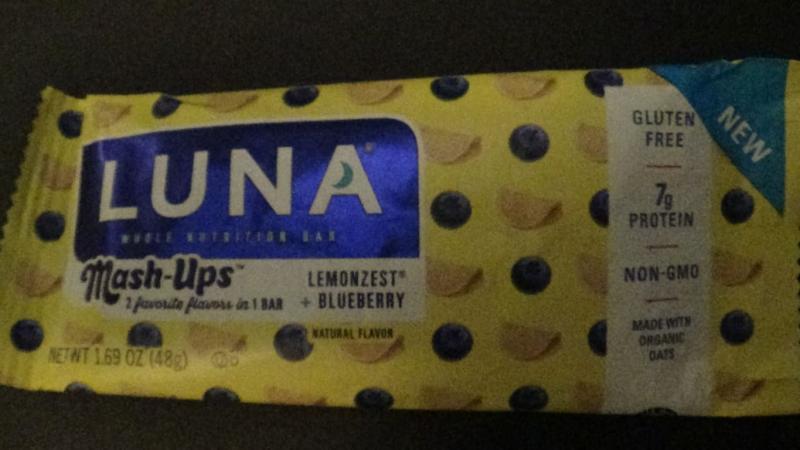 LUNA®
WHOLE NUTRITION BAR
Mash-Ups™
2 favorite flavors in 1 BAR
LEMONZEST®
+ BLUEBERRY
NATURAL FLAVOR
NET WT 1.69 OZ (48g)
GLUTEN
FREE
7g
PROTEIN
NON-GMO
MADE WITH
ORGANIC
OATS
NEW